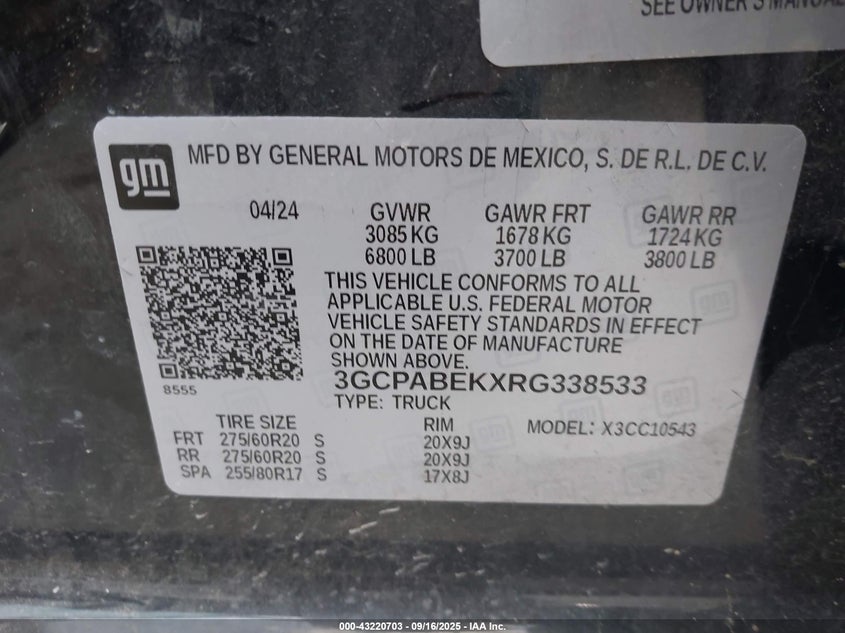 SEE OWNER'S MANUAL
gm
MFD BY GENERAL MOTORS DE MEXICO, S. DE R.L. DE C.V.
04/24 GVWR GAWR FRT GAWR RR
3085 KG 1678 KG 1724 KG
6800 LB 3700 LB 3800 LB
THIS VEHICLE CONFORMS TO ALL
APPLICABLE U.S. FEDERAL MOTOR
VEHICLE SAFETY STANDARDS IN EFFECT
ON THE DATE OF MANUFACTURE
SHOWN ABOVE.
3GCPABEKXRG338533
8555
TYPE: TRUCK
TIRE SIZE RIM MODEL: X3CC10543
FRT 275/60R20 S 20X9J
RR 275/60R20 S 20X9J
SPA 255/80R17 S 17X8J
000-43220703 - 09/16/2025 - IAA Inc.